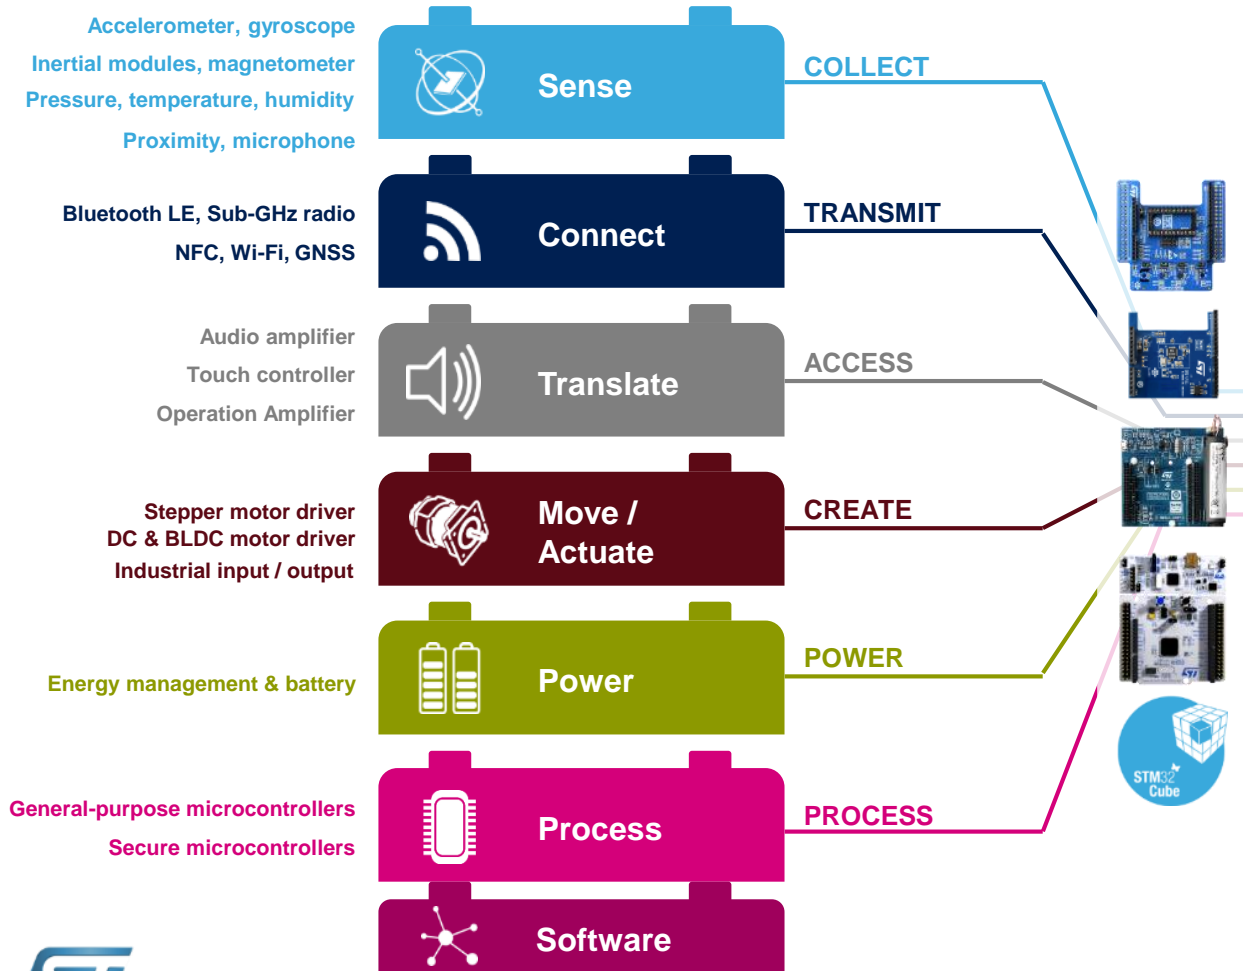 Accelerometer, gyroscope
Inertial modules, magnetometer
Pressure, temperature, humidity
Proximity, microphone
Sense
COLLECT
Bluetooth LE, Sub-GHz radio
NFC, Wi-Fi, GNSS
Connect
TRANSMIT
Audio amplifier
Touch controller
Operation Amplifier
Translate
ACCESS
Stepper motor driver
DC & BLDC motor driver
Industrial input / output
Move /
Actuate
CREATE
Energy management & battery
Power
POWER
General-purpose microcontrollers
Secure microcontrollers
Process
PROCESS
Software
STM32
Cube